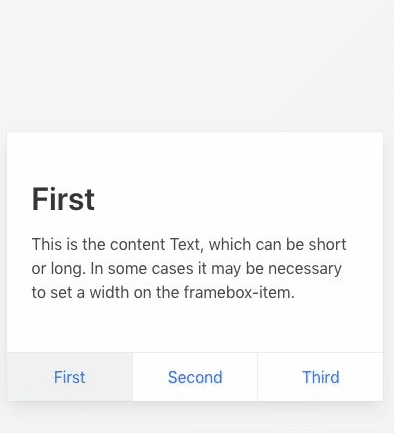 First
This is the content Text, which can be short
or long. In some cases it may be necessary
to set a width on the framebox-item.
First
Second
Third